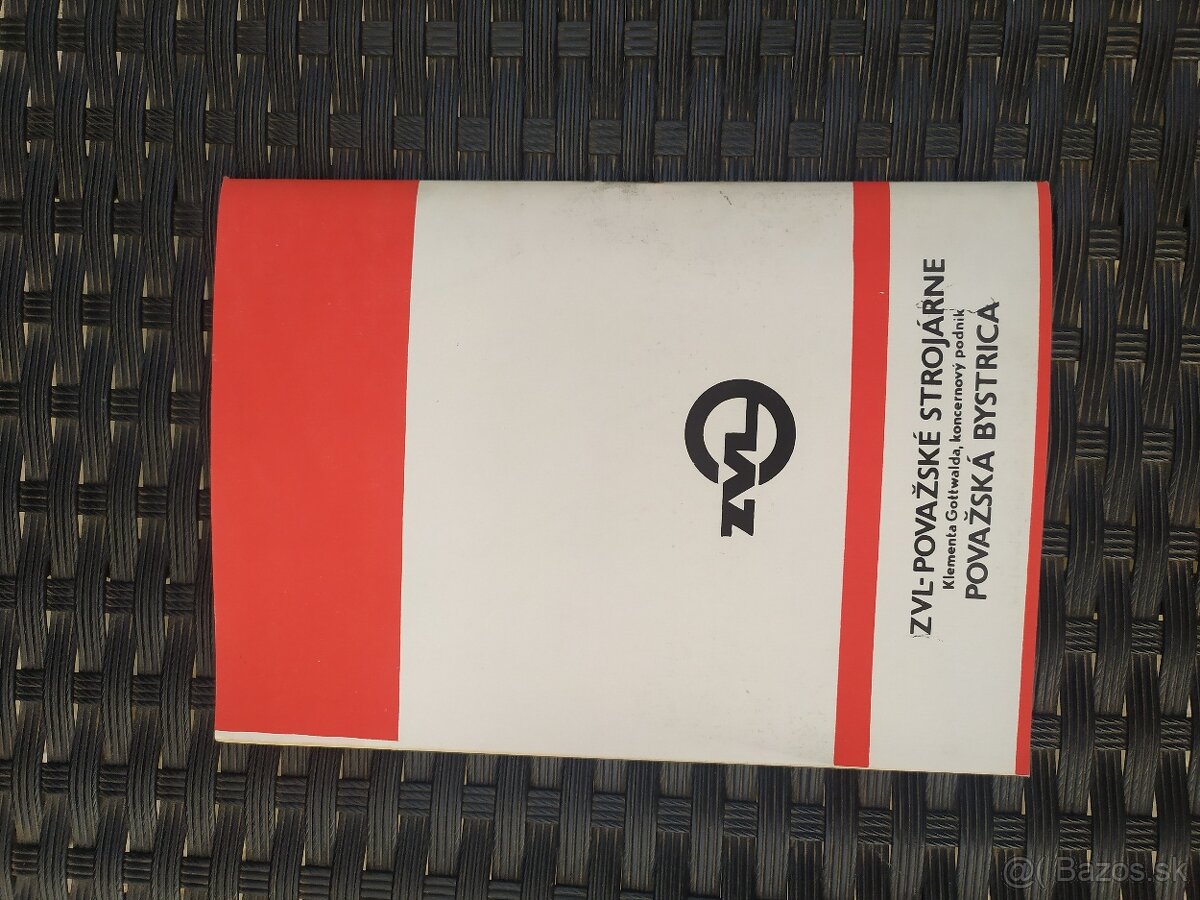 ZVL
ZVL-POVAŽSKÉ STROJÁRNE
Klementa Gottwalda, koncernový podnik
POVAŽSKÁ BYSTRICA
@( Bazos.sk